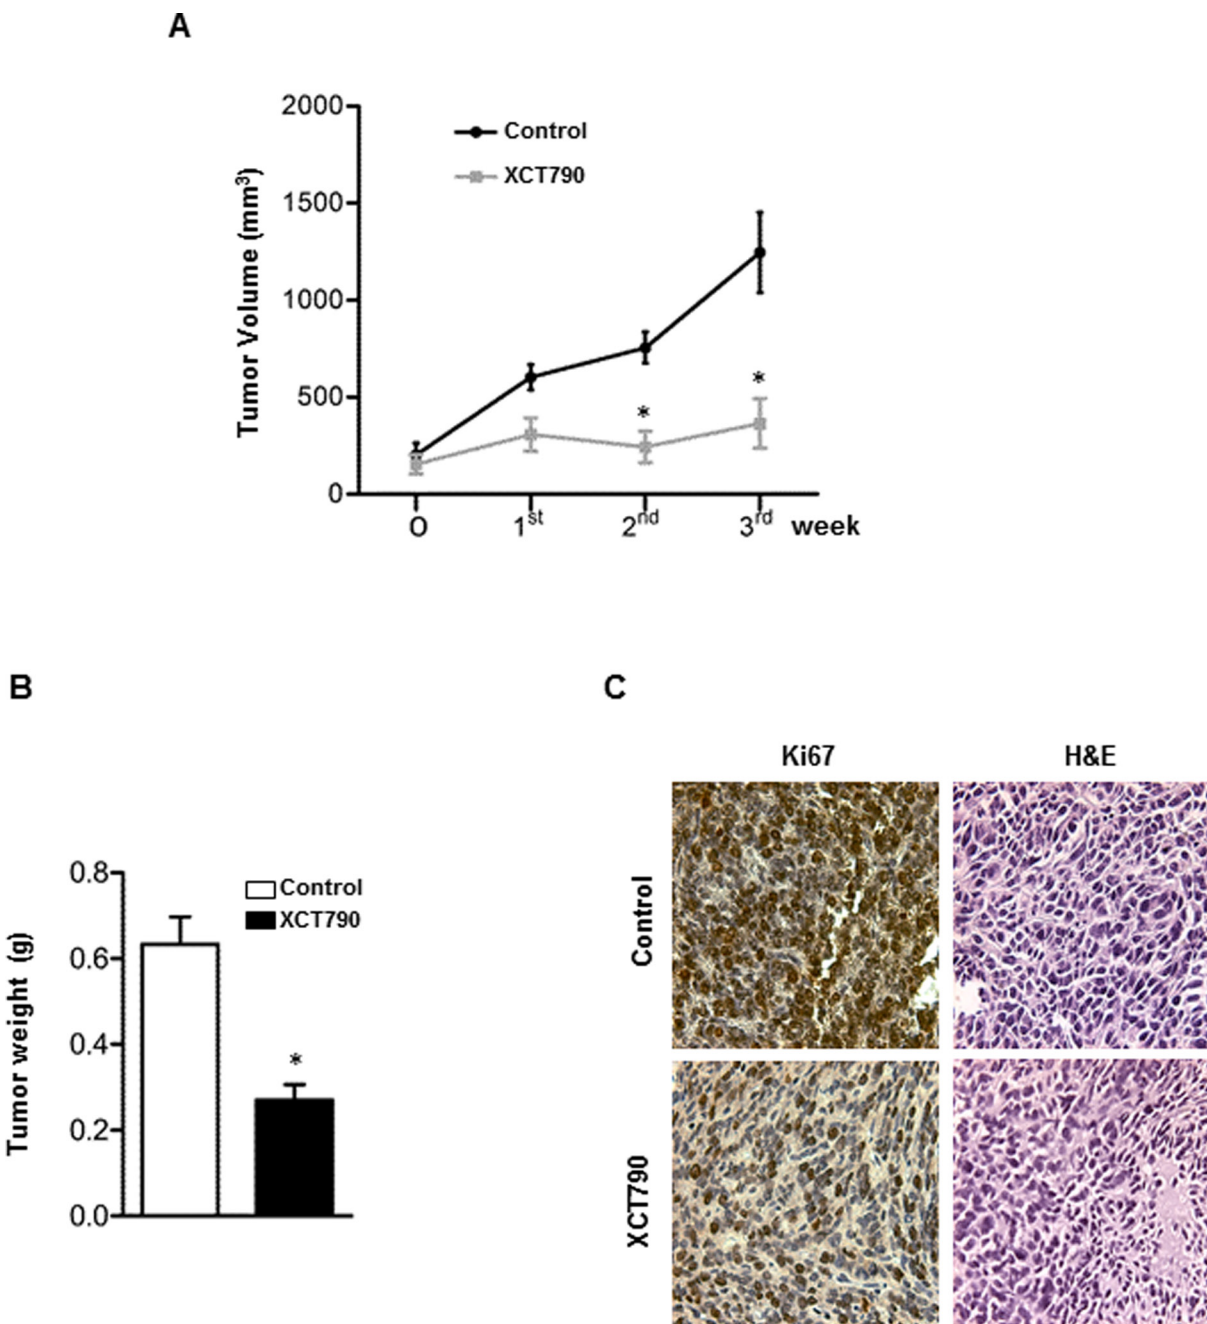 A
2000
1500
1000
500
0
Tumor Volume (mm³)
Control
XCT790
O 1st 2nd 3rd week
*
*
B
0.8
0.6
0.4
0.2
0.0
Tumor weight (g)
Control
XCT790
*
C
Ki67 H&E
Control
XCT790